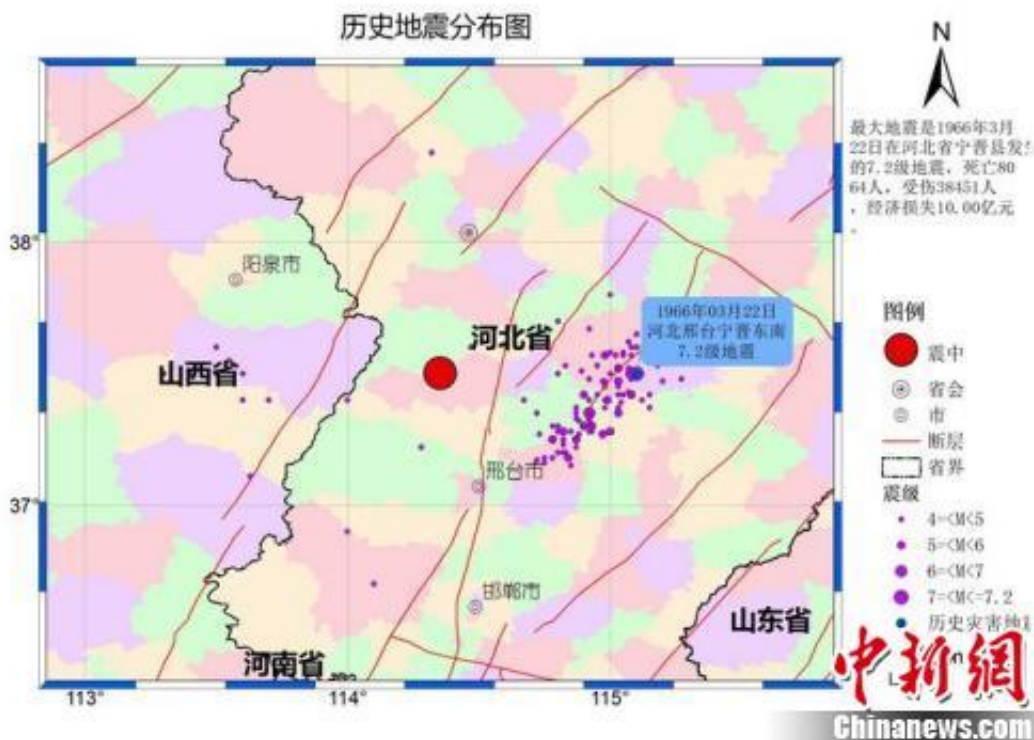 历史地震分布图
N
最大地震是1966年3月
22日在河北省宁晋县发生
的7.2级地震，死亡80
64人，受伤38451人
，经济损失10.00亿元
。
38°
阳泉市
1966年03月22日
河北邢台宁晋东南
7.2级地震
河北省
山西省
邢台市
37°
邯郸市
山东省
河南省
113°
114°
115°
图例
震中
省会
市
断层
省界
震级
4=<M<5
5=<M<6
6=<M<7
7=<M<=7.2
历史灾害地
中新网
Chinanews.com